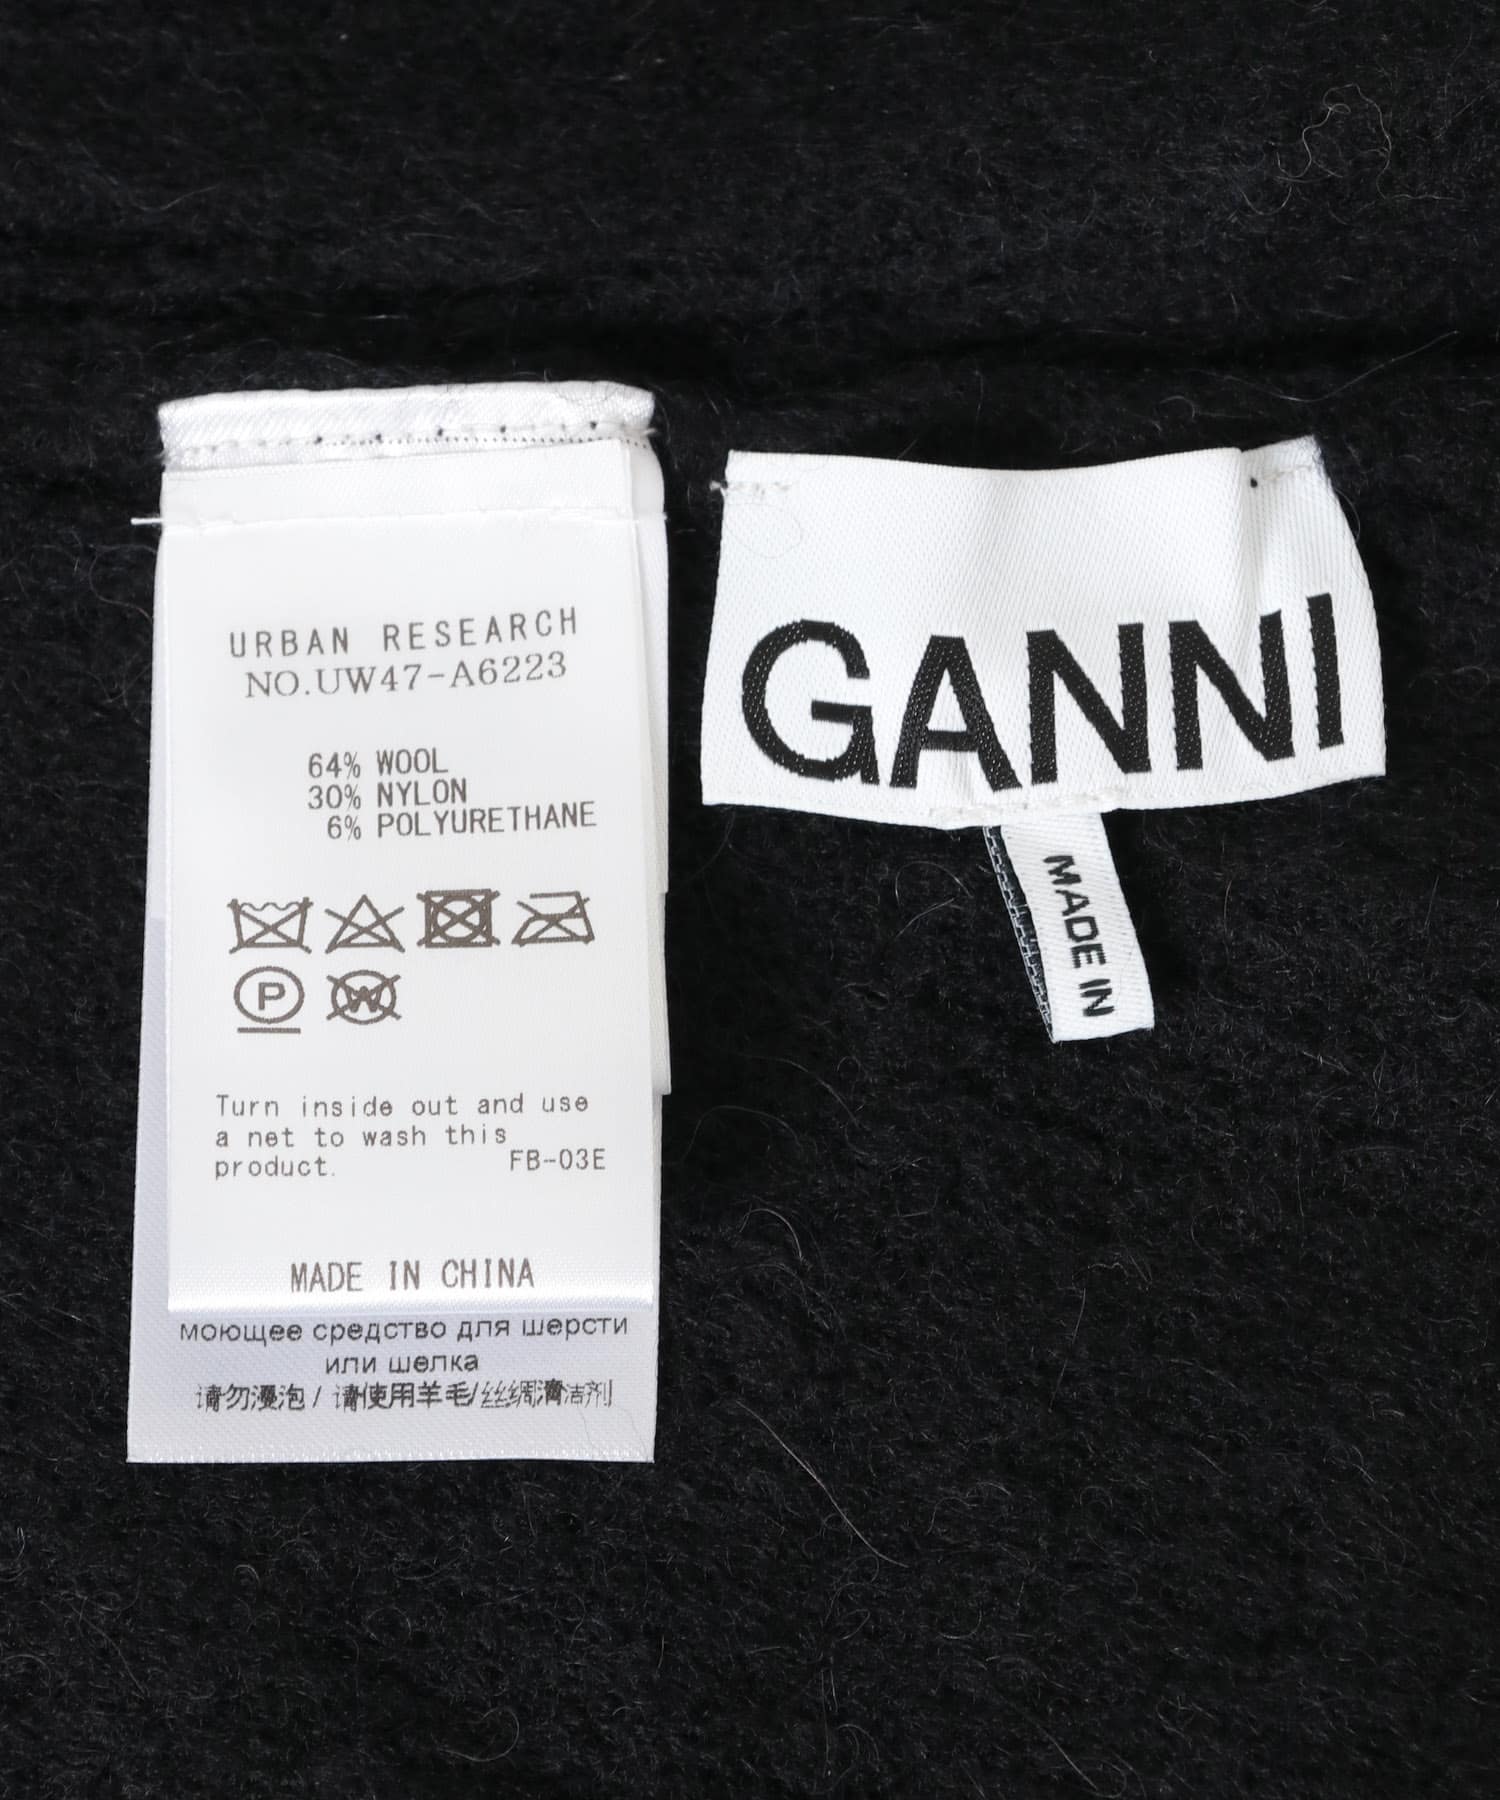 URBAN RESEARCH
NO.UW47-A6223
64% WOOL
30% NYLON
6% POLYURETHANE
P
W
Turn inside out and use
a net to wash this
product.
FB-03E
MADE IN CHINA
моющее средство для шерсти
или шелка
请勿浸泡 / 请使用羊毛/丝绸清洁剂
GANNI
MADE IN